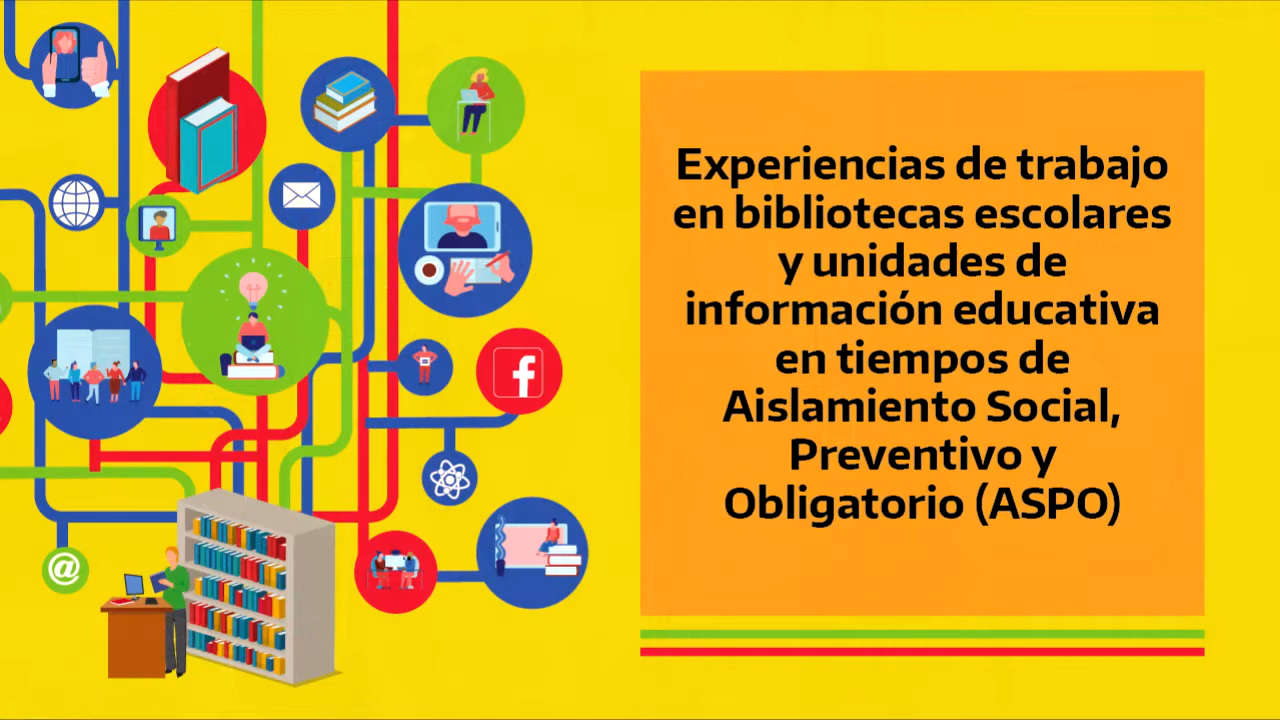 Experiencias de trabajo
en bibliotecas escolares
y unidades de
información educativa
en tiempos de
Aislamiento Social,
Preventivo y
Obligatorio (ASPO)
@
f